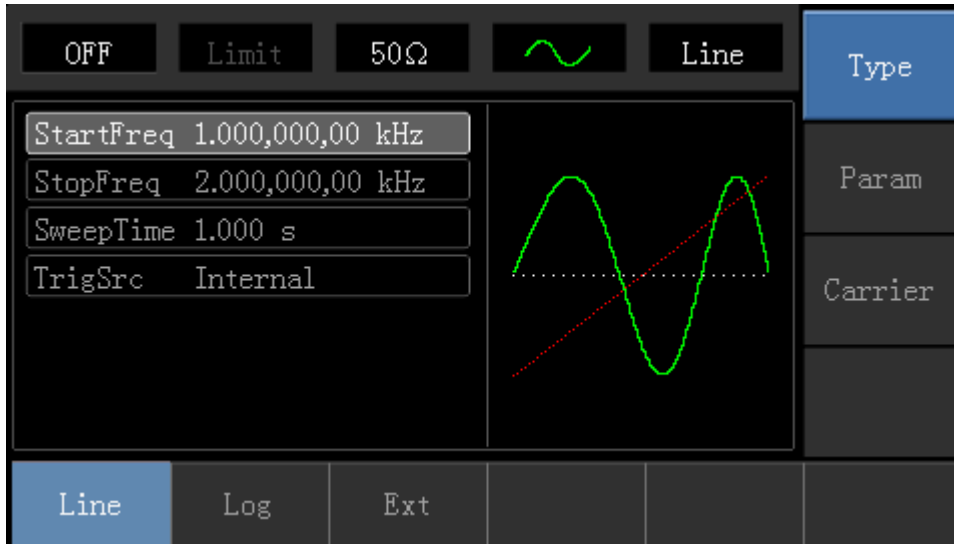 OFF Limit 50Ω Line
Type
StartFreq 1.000,000,00 kHz
StopFreq 2.000,000,00 kHz
SweepTime 1.000 s
TrigSrc Internal
Param
Carrier
Line Log Ext